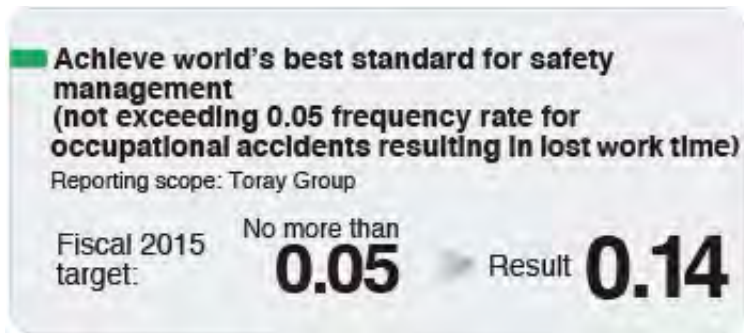 Achieve world's best standard for safety
management
(not exceeding 0.05 frequency rate for
occupational accidents resulting in lost work time)
Reporting scope: Toray Group
Fiscal 2015 target: No more than 0.05 Result 0.14